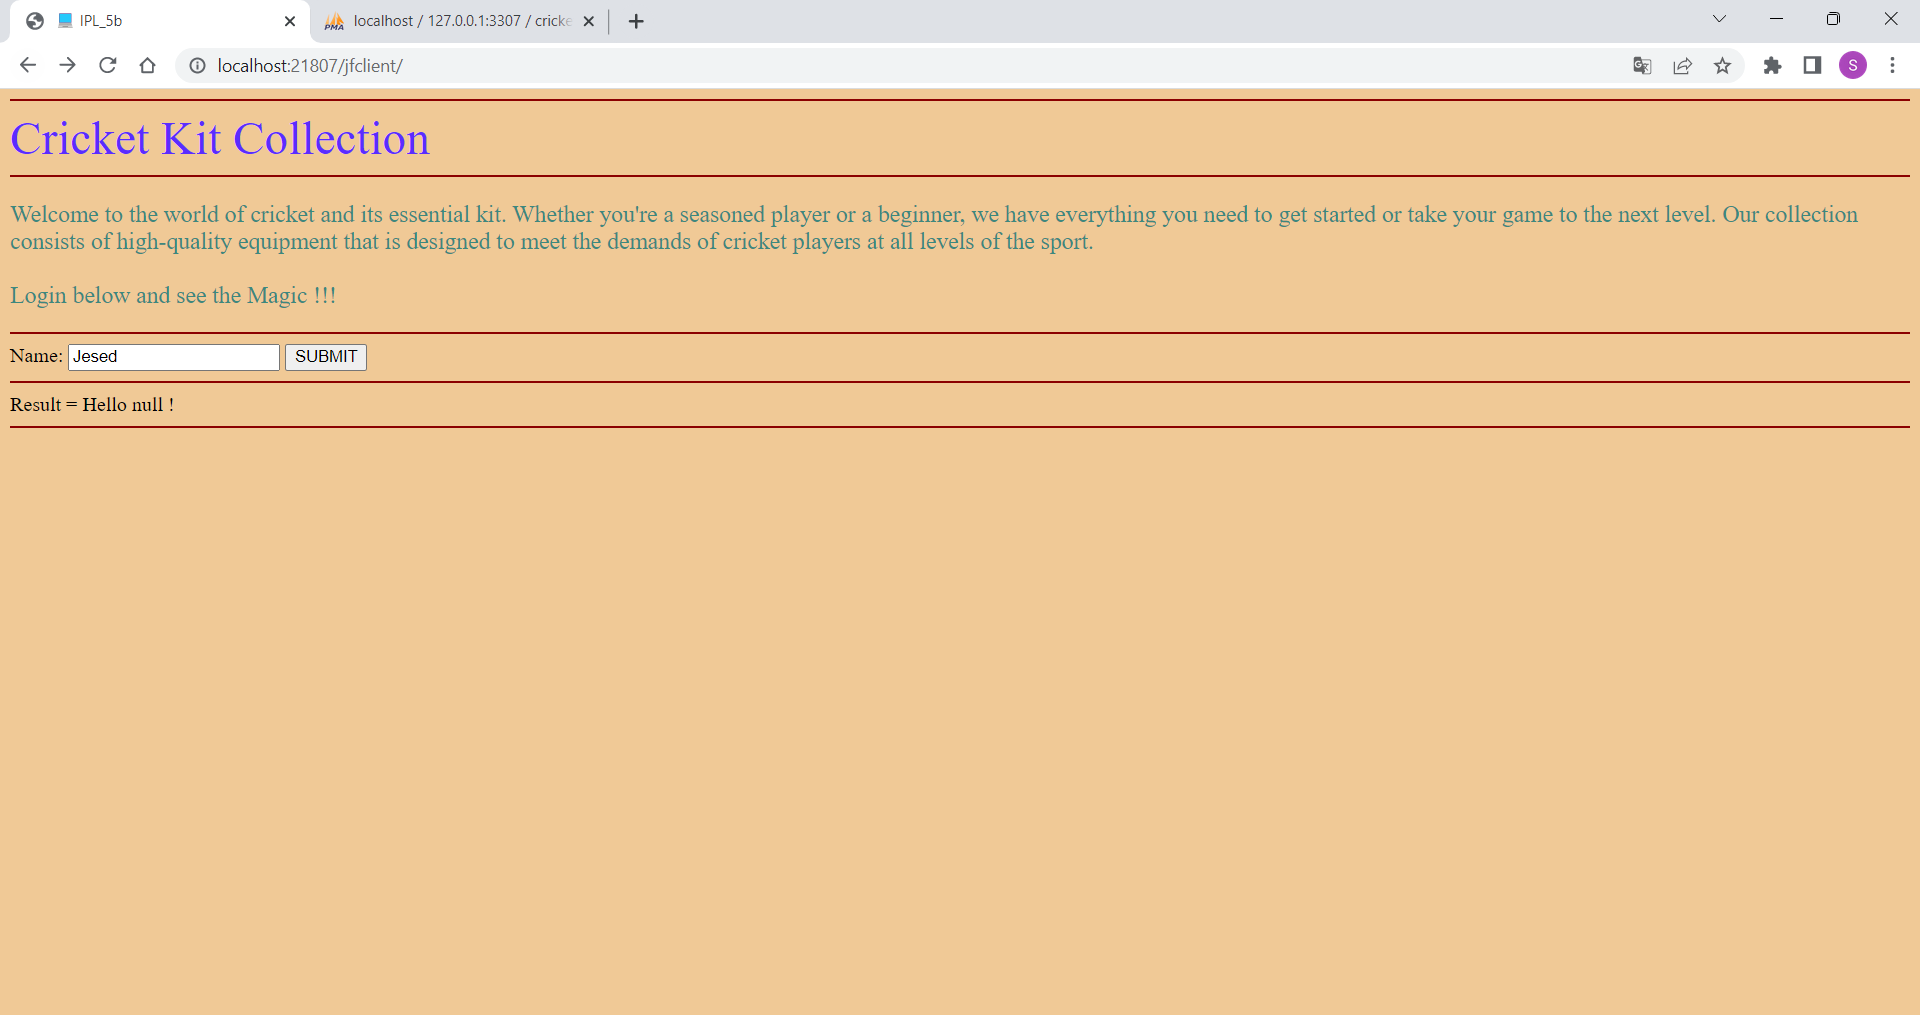 IPL_5b
localhost / 127.0.0.1:3307 / cricke
localhost:21807/jfclient/
S
Cricket Kit Collection
Welcome to the world of cricket and its essential kit. Whether you're a seasoned player or a beginner, we have everything you need to get started or take your game to the next level. Our collection
consists of high-quality equipment that is designed to meet the demands of cricket players at all levels of the sport.
Login below and see the Magic !!!
Name: Jesed SUBMIT
Result = Hello null !